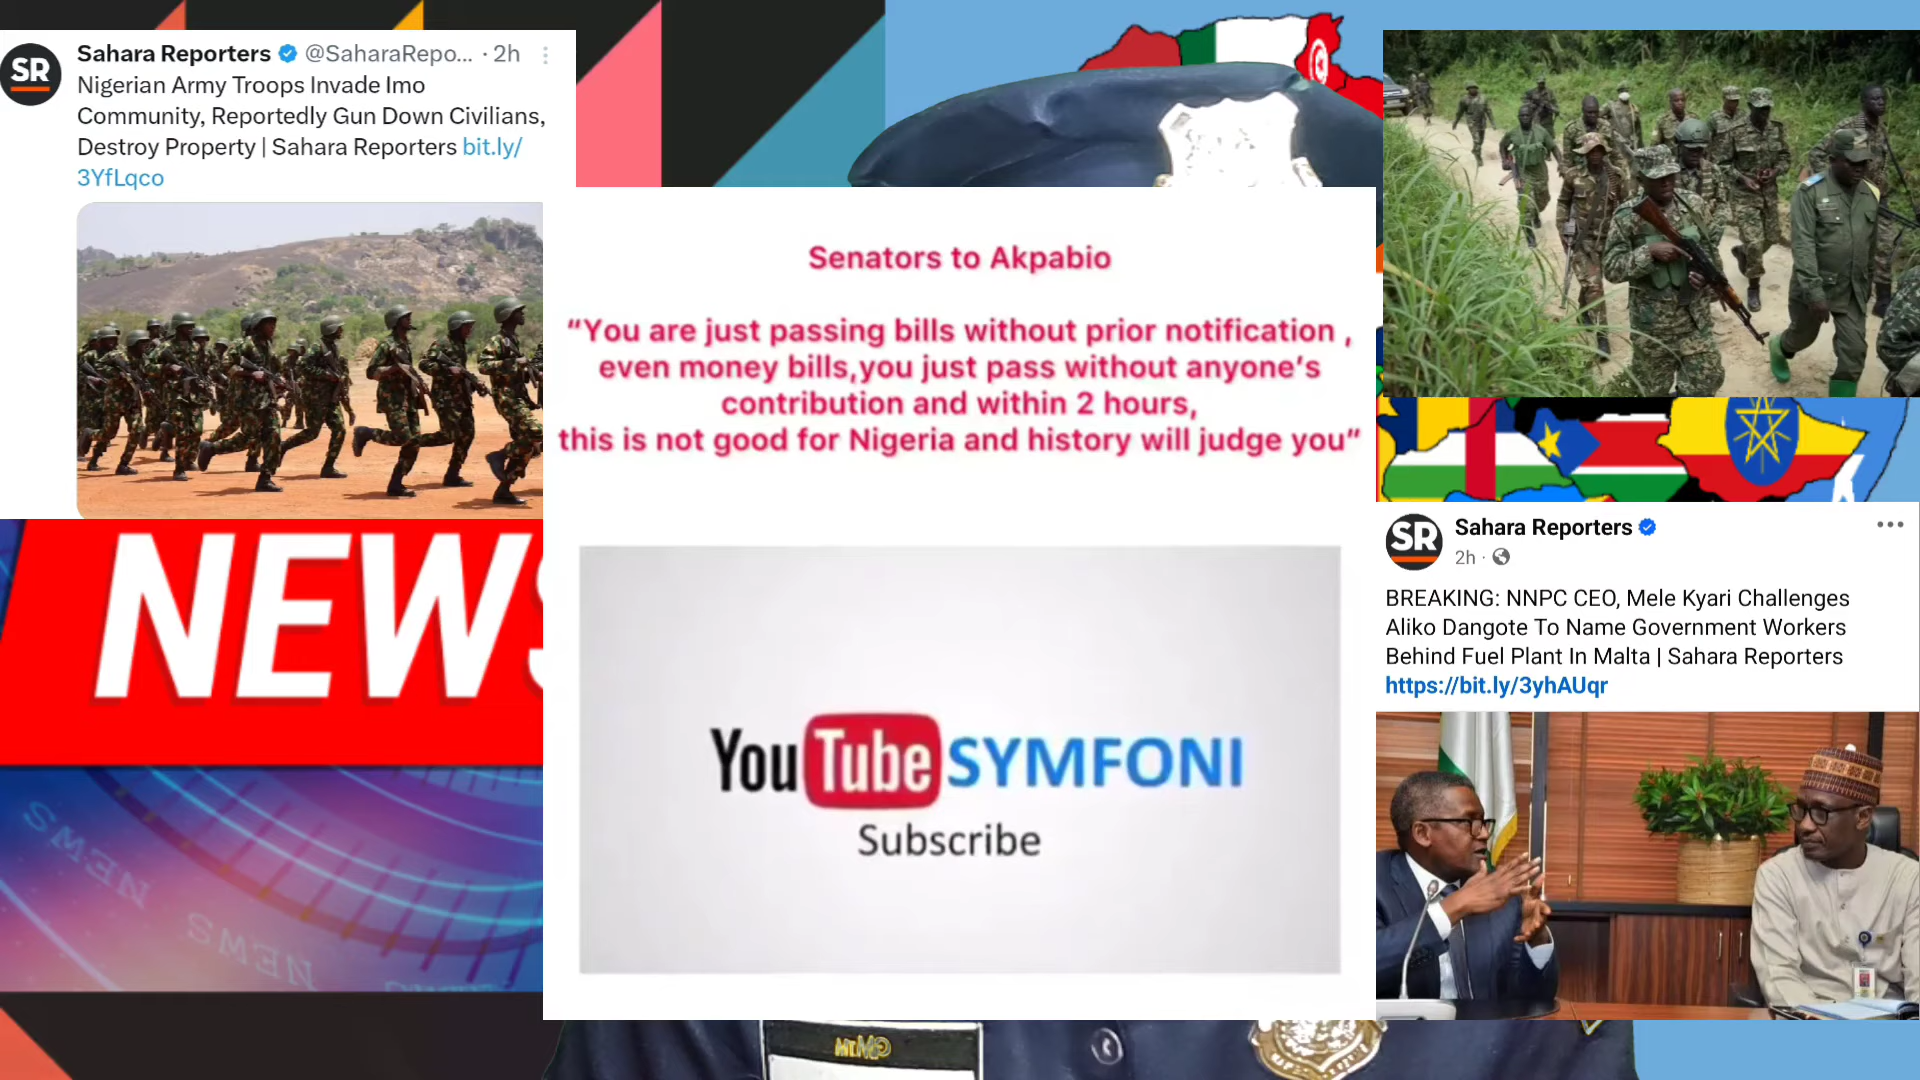 SR
Sahara Reporters @SaharaRepo... · 2h
Nigerian Army Troops Invade Imo
Community, Reportedly Gun Down Civilians,
Destroy Property | Sahara Reporters bit.ly/
3YfLqco
NEWS
NEWS
NEWS
Senators to Akpabio
“You are just passing bills without prior notification ,
even money bills,you just pass without anyone’s
contribution and within 2 hours,
this is not good for Nigeria and history will judge you”
YouTube SYMFONI
Subscribe
SR
Sahara Reporters
2h ·
BREAKING: NNPC CEO, Mele Kyari Challenges
Aliko Dangote To Name Government Workers
Behind Fuel Plant In Malta | Sahara Reporters
https://bit.ly/3yhAUqr